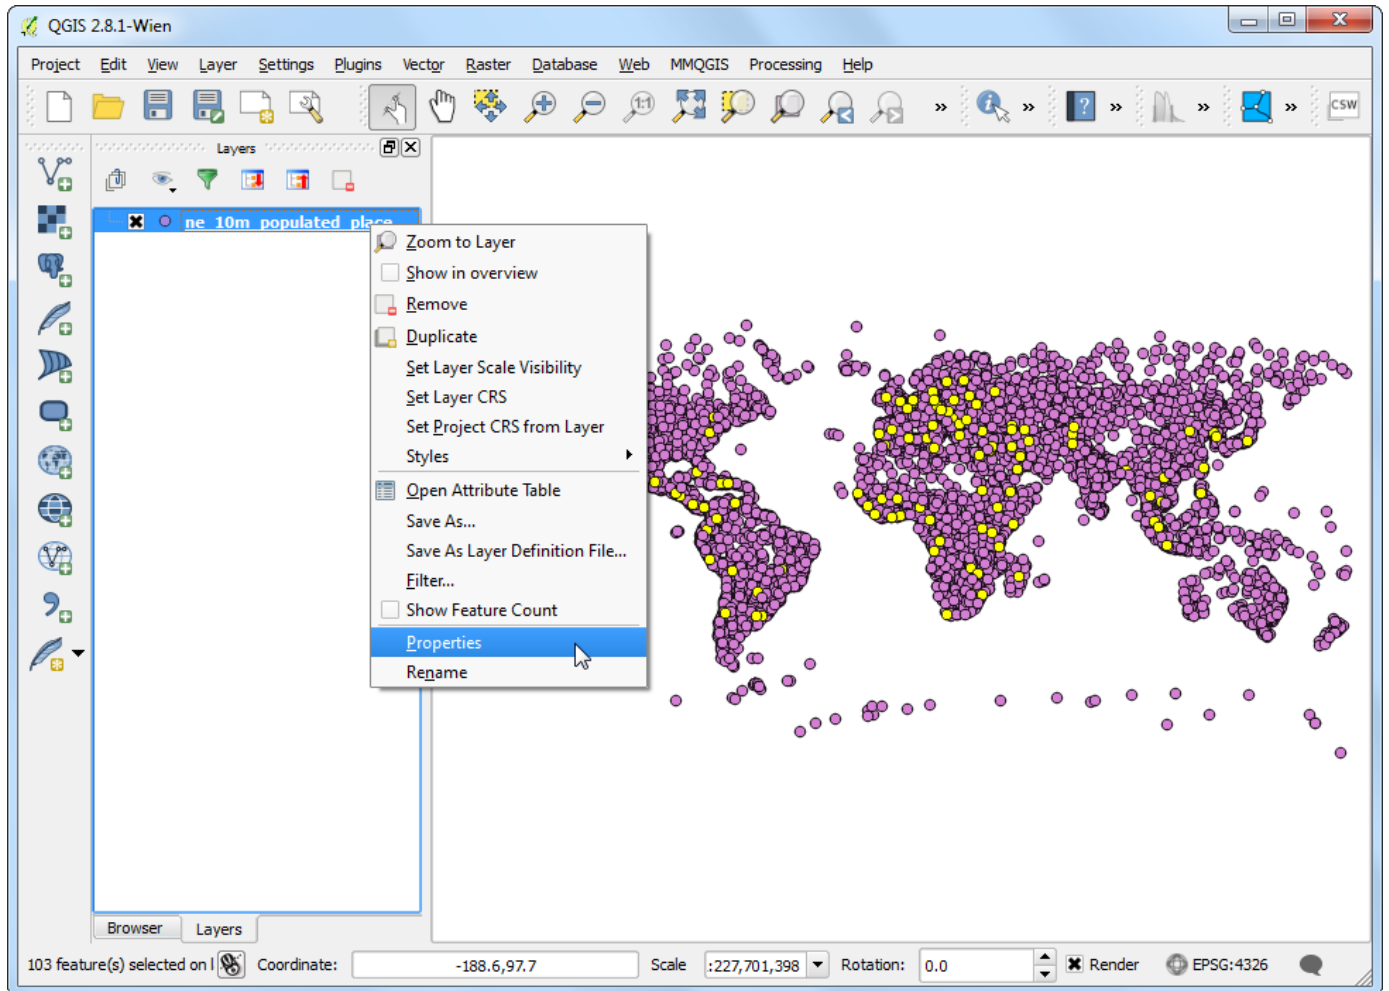 QGIS 2.8.1-Wien
Project Edit View Layer Settings Plugins Vector Raster Database Web MMQGIS Processing Help
1:1 » » ? » » » CSW
Layers
ne_10m_populated_place
Zoom to Layer
Show in overview
Remove
Duplicate
Set Layer Scale Visibility
Set Layer CRS
Set Project CRS from Layer
Styles
Open Attribute Table
Save As...
Save As Layer Definition File...
Filter...
Show Feature Count
Properties
Rename
Browser Layers
103 feature(s) selected on l Coordinate: -188.6,97.7 Scale :227,701,398 Rotation: 0.0 Render EPSG:4326